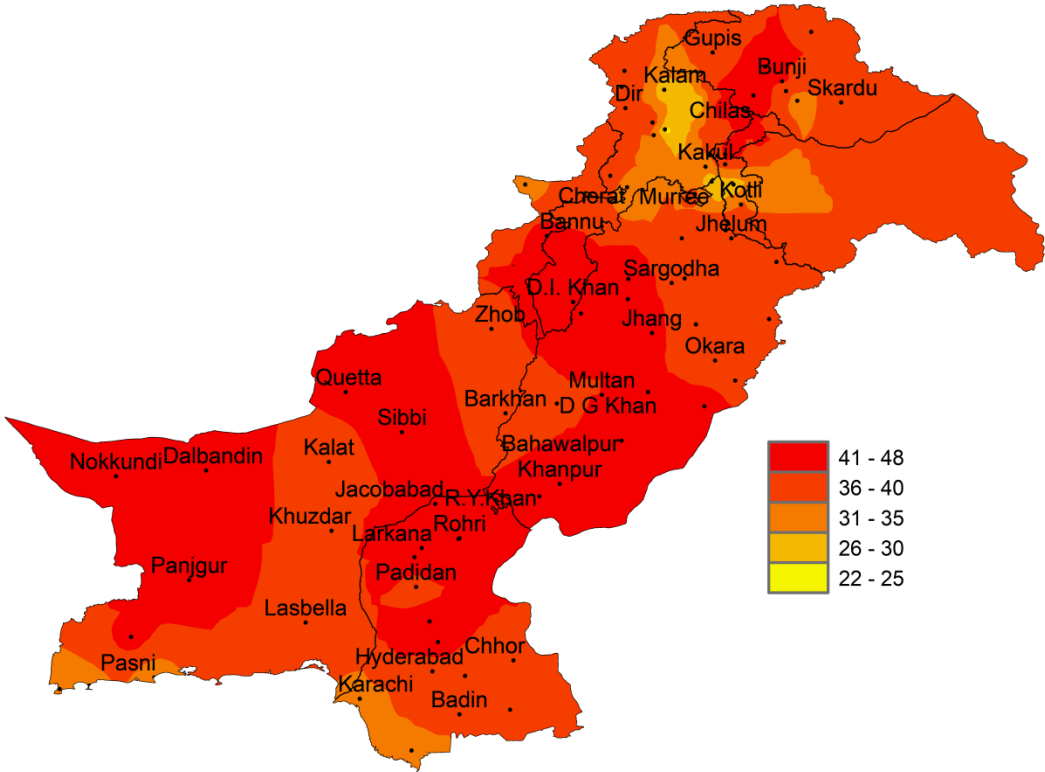 Gupis
Kalam
Bunji
Dir
Skardu
Chilas
Kakul
Cherat
Murree
Kotli
Bannu
Jhelum
Sargodha
D.I. Khan
Zhob
Jhang
Okara
Quetta
Multan
Barkhan
D G Khan
Sibbi
Kalat
Bahawalpur
Nokkundi
Dalbandin
Khanpur
Jacobabad
R.Y.Khan
Khuzdar
Rohri
Larkana
Panjgur
Padidan
Lasbella
Chhor
Pasni
Hyderabad
Karachi
Badin
41 - 48
36 - 40
31 - 35
26 - 30
22 - 25